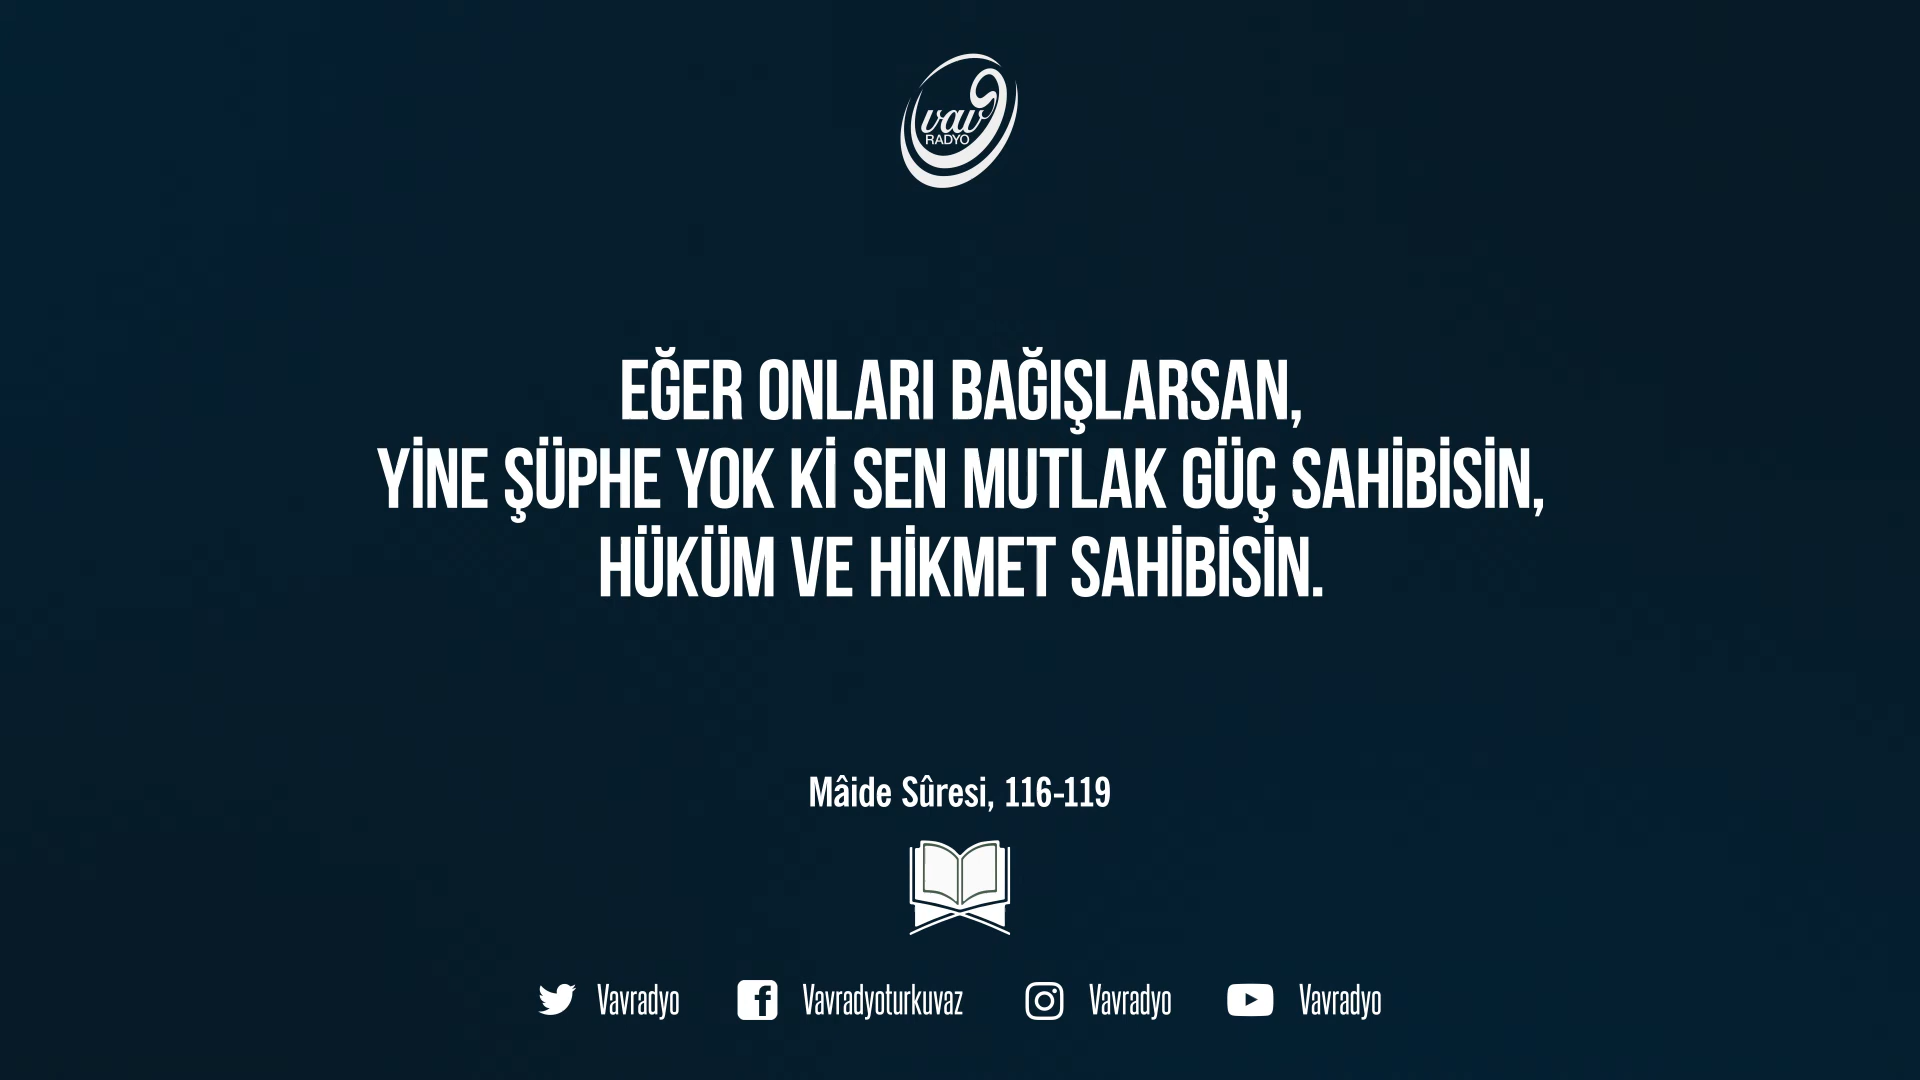 vav
RADYO
EĞER ONLARI BAĞIŞLARSAN,
YİNE ŞÜPHE YOK Kİ SEN MUTLAK GÜÇ SAHİBİSİN,
HÜKÜM VE HİKMET SAHİBİSİN.
Mâide Sûresi, 116-119
Vavradyo Vavradyoturkuvaz Vavradyo Vavradyo